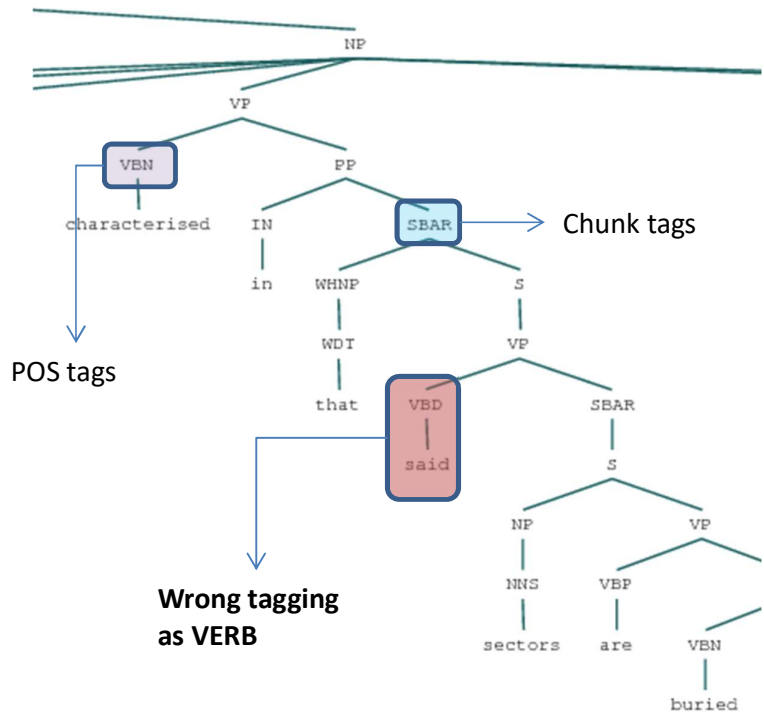 NP
VP
VBN PP
characterised IN SBAR Chunk tags
in WHNP S
WDT VP
POS tags
that VBD SBAR
said S
NP VP
Wrong tagging
as VERB
NNS VBP
sectors are VBN
buried